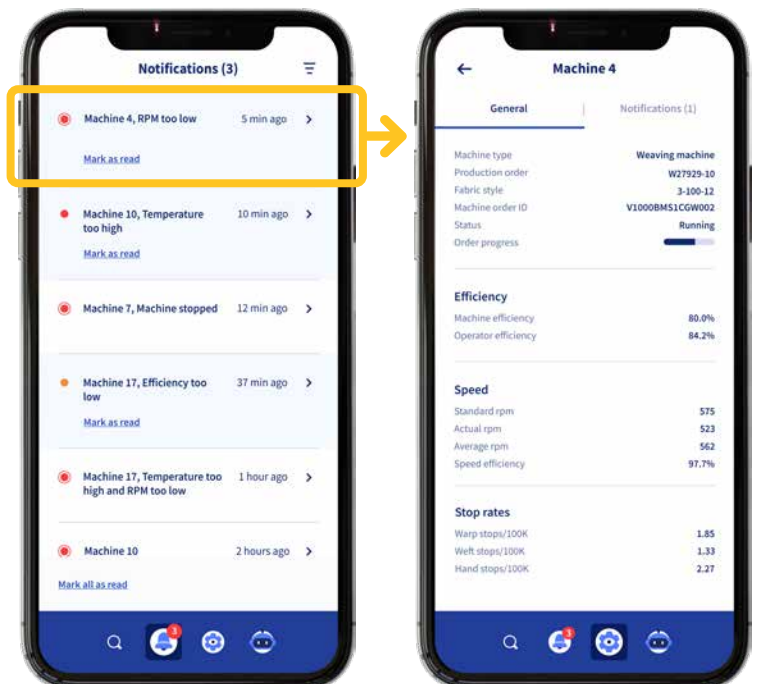 Notifications (3)
Machine 4, RPM too low 5 min ago
Mark as read
Machine 10, Temperature 10 min ago
too high
Mark as read
Machine 7, Machine stopped 12 min ago
Machine 17, Efficiency too 37 min ago
low
Mark as read
Machine 17, Temperature too 1 hour ago
high and RPM too low
Machine 10 2 hours ago
Mark all as read
3
Machine 4
General Notifications (1)
Machine type Weaving machine
Production order W27929-10
Fabric style 3-100-12
Machine order ID V1000BMS1CGW002
Status Running
Order progress
Efficiency
Machine efficiency 80.0%
Operator efficiency 84.2%
Speed
Standard rpm 575
Actual rpm 523
Average rpm 562
Speed efficiency 97.7%
Stop rates
Warp stops/100K 1.85
Weft stops/100K 1.33
Hand stops/100K 2.27
3